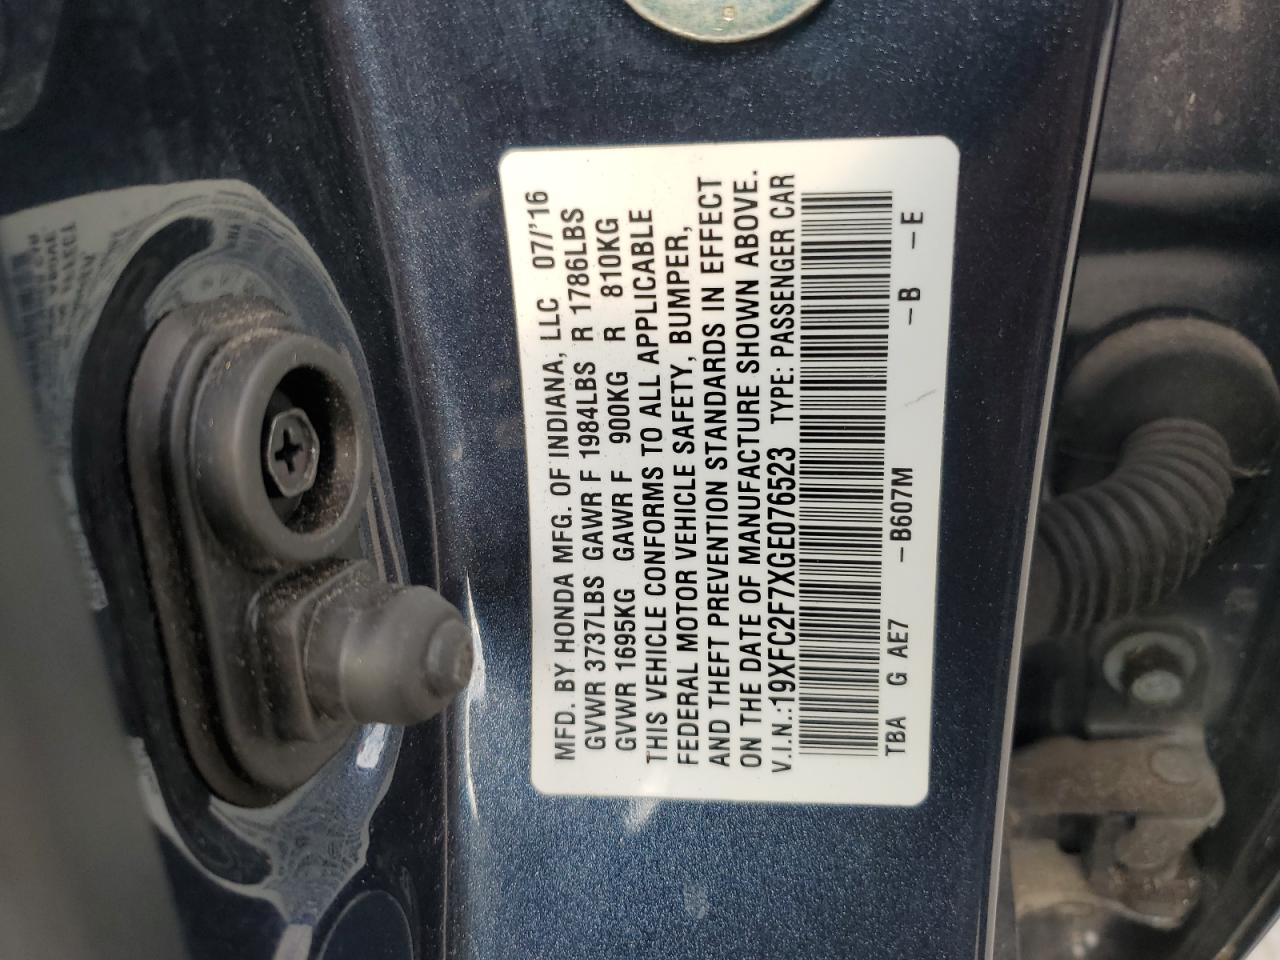 MFD. BY HONDA MFG. OF INDIANA, LLC 07/'16
GVWR 3737LBS GAWR F 1984LBS R 1786LBS
GVWR 1695KG GAWR F 900KG R 810KG
THIS VEHICLE CONFORMS TO ALL APPLICABLE
FEDERAL MOTOR VEHICLE SAFETY, BUMPER,
AND THEFT PREVENTION STANDARDS IN EFFECT
ON THE DATE OF MANUFACTURE SHOWN ABOVE.
V.I.N.:19XFC2F7XGE076523 TYPE: PASSENGER CAR
TBA G AE7 -B607M -B -E